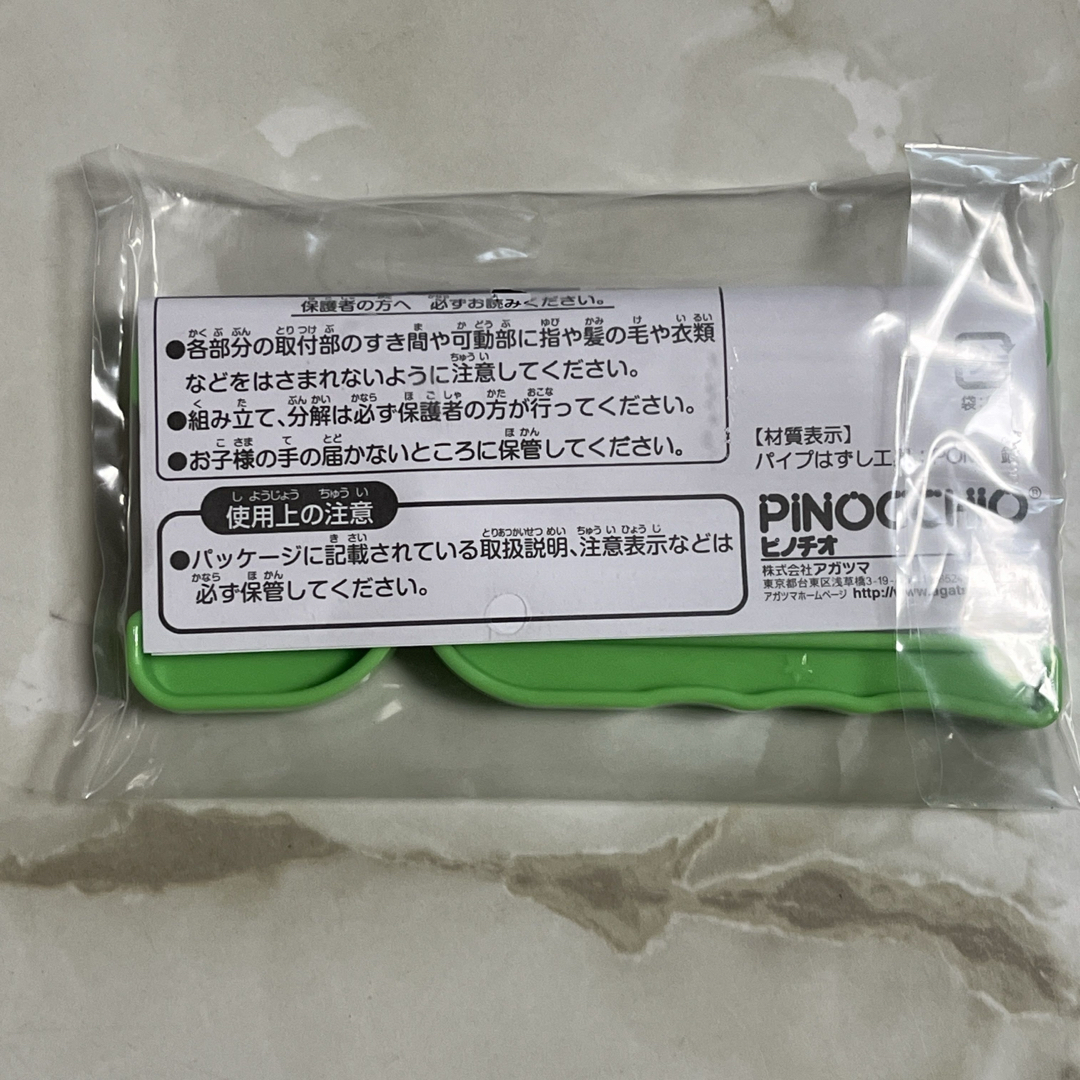 保護者の方へ 必ずお読みください。
●各部分の取付部のすき間や可動部に指や髪の毛や衣類
などをはさまれないように注意してください。
●組み立て、分解は必ず保護者の方が行ってください。
●お子様の手の届かないところに保管してください。
使用上の注意
●パッケージに記載されている取扱説明、注意表示などは
必ず保管してください。
袋
【材質表示】
パイプはずし工
PINOCCHIO®
ピノチオ
株式会社アガツマ
東京都台東区浅草橋3-19-
アガツマホームページ http://www.agat